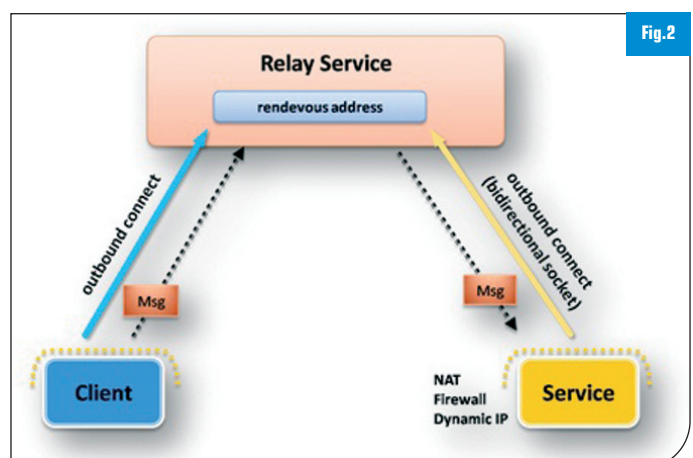 Fig.2
Relay Service
rendevous address
outbound connect
outbound connect
(bidirectional socket)
Msg
Msg
Client
NAT
Firewall
Dynamic IP
Service